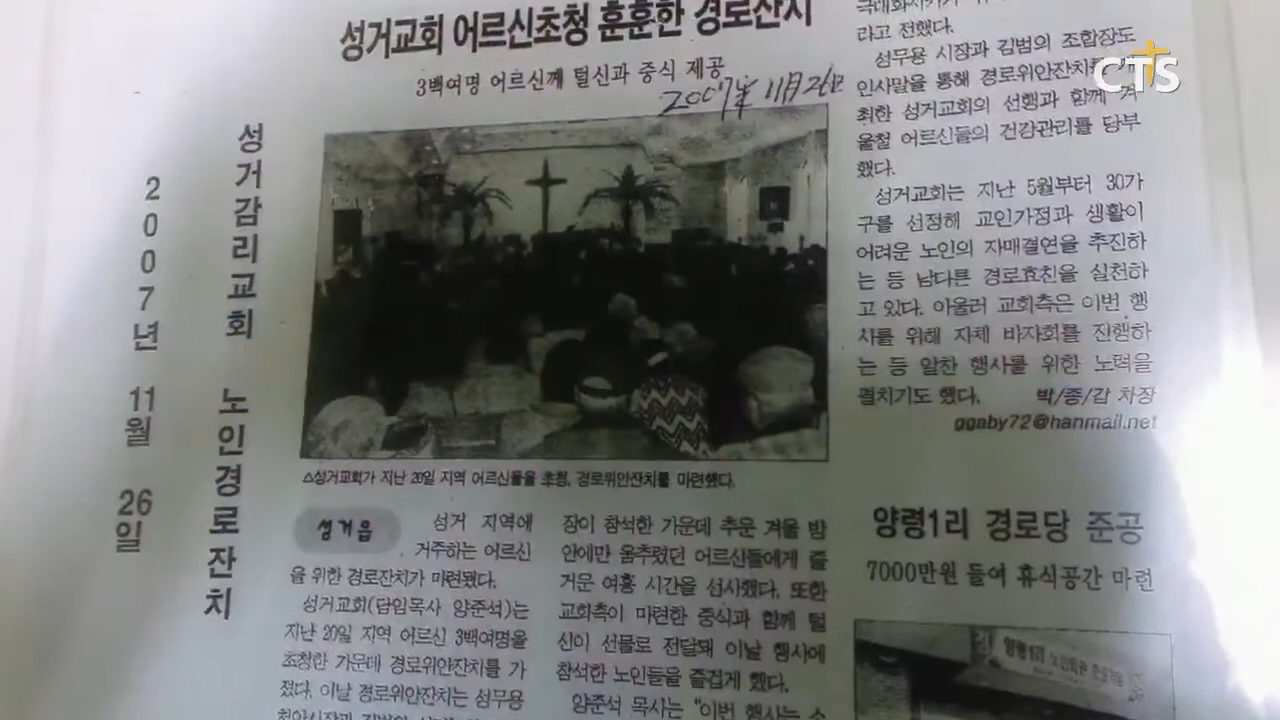 성거교회 어르신초청 훈훈한 경로잔치
3백여명 어르신께 털신과 중식 제공
2007年 11月 26日
CTS
성거감리교회 노인경로잔치
2007년 11월 26일
△성거교회가 지난 20일 지역 어르신들을 초청, 경로위안잔치를 마련했다.
성거읍
성거 지역에
거주하는 어르신
을 위한 경로잔치가 마련됐다.
성거교회(담임목사 양준석)는
지난 20일 지역 어르신 3백여명을
초청한 가운데 경로위안잔치를 가
졌다. 이날 경로위안잔치는 성무용
장이 참석한 가운데 추운 겨울 방
안에만 움추렸던 어르신들에게 즐
거운 여흥 시간을 선사했다. 또한
교회측이 마련한 중식과 함께 털
신이 선물로 전달돼 이날 행사에
참석한 노인들을 즐겁게 했다.
양준석 목사는 "이번 행사는 소
라고 전했다.
성무용 시장과 김범의 조합장도
인사말을 통해 경로위안잔치를
취한 성거교회의 선행과 함께 겨
울철 어르신들의 건강관리를 당부
했다.
성거교회는 지난 5월부터 30가
구를 선정해 교인가정과 생활이
어려운 노인의 자매결연을 추진하
는 등 남다른 경로효친을 실천하
고 있다. 아울러 교회측은 이번 행
사를 위해 자체 바자회를 진행하
는 등 알찬 행사를 위한 노력을
펼치기도 했다. 박/종/갑 차장
ggaby72@hanmail.net
양령1리 경로당 준공
7000만원 들여 휴식공간 마련
양령1리 노인회관